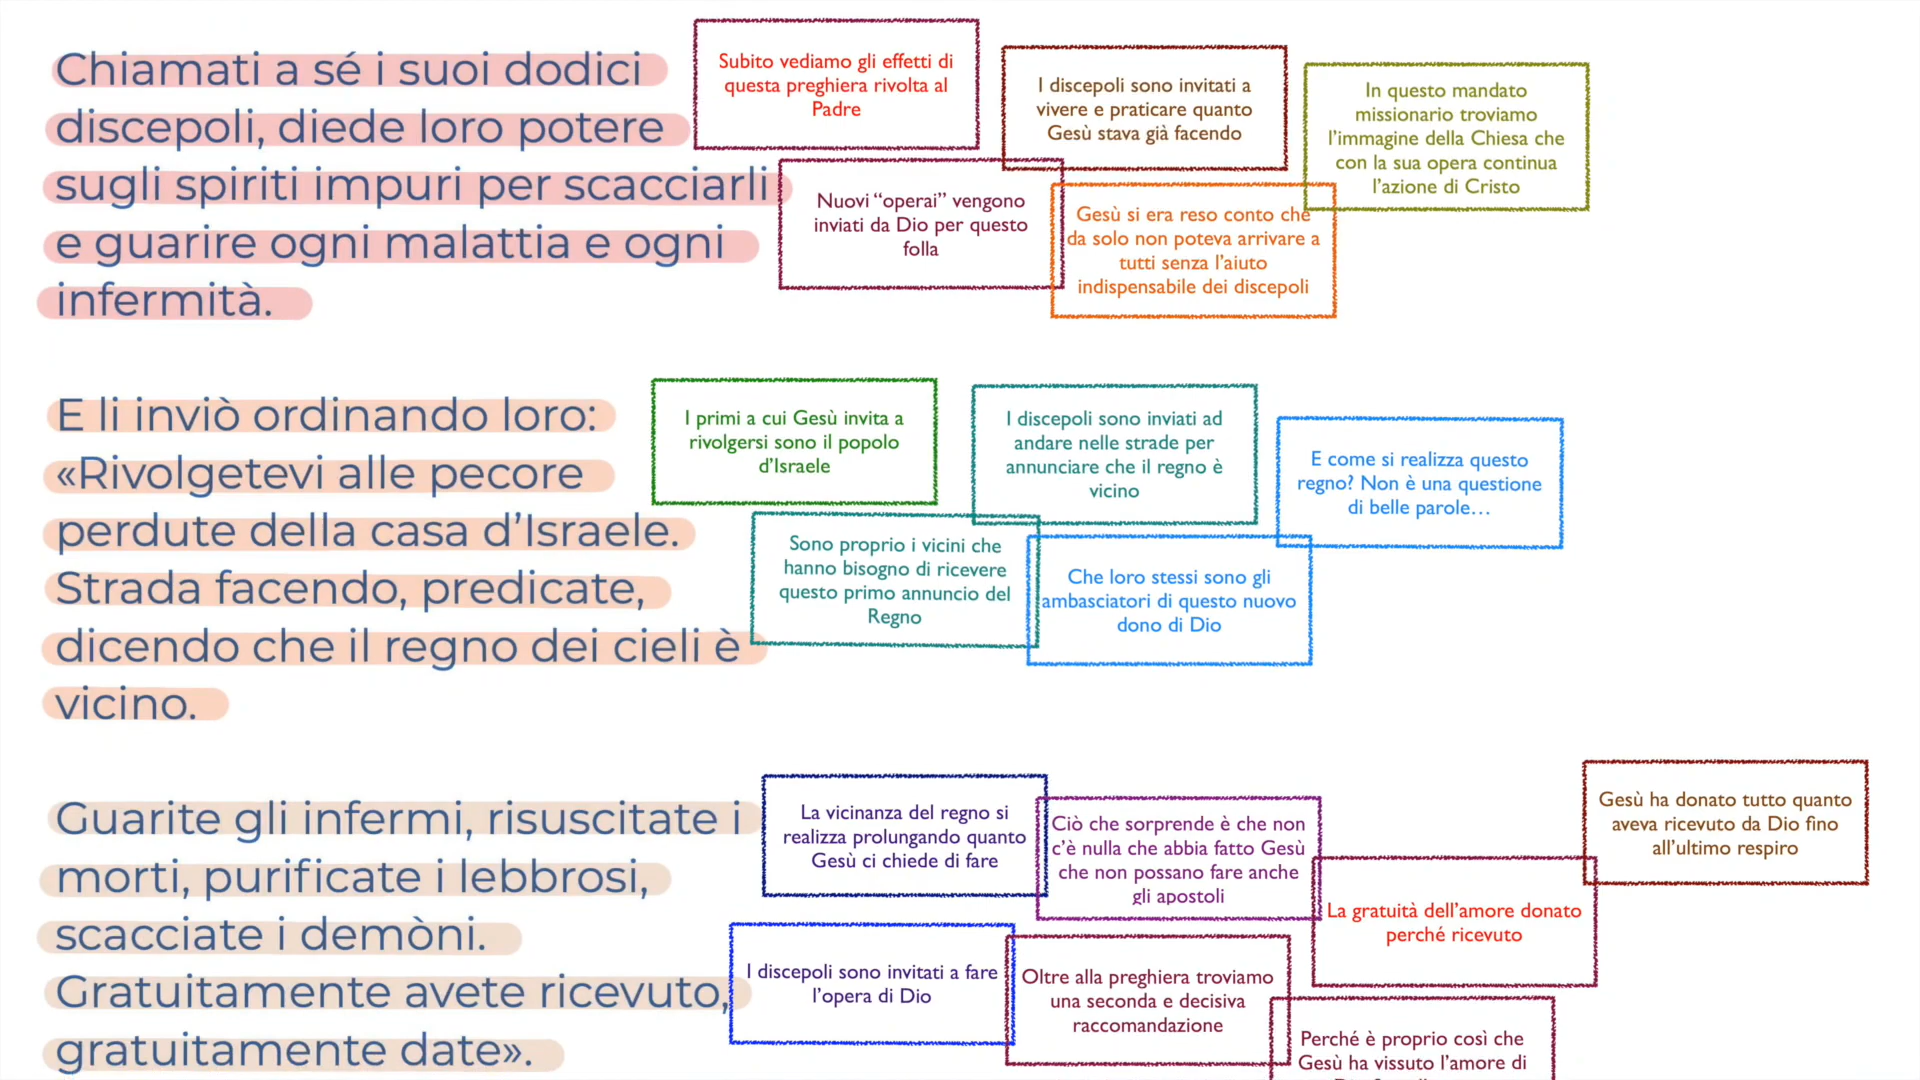 Chiamati a sé i suoi dodici
discepoli, diede loro potere
sugli spiriti impuri per scacciarli
e guarire ogni malattia e ogni
infermità.
Subito vediamo gli effetti di
questa preghiera rivolta al
Padre
I discepoli sono invitati a
vivere e praticare quanto
Gesù stava già facendo
In questo mandato
missionario troviamo
l’immagine della Chiesa che
con la sua opera continua
l’azione di Cristo
Nuovi “operai” vengono
inviati da Dio per questo
folla
Gesù si era reso conto che
da solo non poteva arrivare a
tutti senza l’aiuto
indispensabile dei discepoli
E li inviò ordinando loro:
«Rivolgetevi alle pecore
perdute della casa d’Israele.
Strada facendo, predicate,
dicendo che il regno dei cieli è
vicino.
I primi a cui Gesù invita a
rivolgersi sono il popolo
d’Israele
I discepoli sono inviati ad
andare nelle strade per
annunciare che il regno è
vicino
E come si realizza questo
regno? Non è una questione
di belle parole…
Sono proprio i vicini che
hanno bisogno di ricevere
questo primo annuncio del
Regno
Che loro stessi sono gli
ambasciatori di questo nuovo
dono di Dio
Guarite gli infermi, risuscitate i
morti, purificate i lebbrosi,
scacciate i demòni.
Gratuitamente avete ricevuto,
gratuitamente date».
La vicinanza del regno si
realizza prolungando quanto
Gesù ci chiede di fare
Ciò che sorprende è che non
c’è nulla che abbia fatto Gesù
che non possano fare anche
gli apostoli
Gesù ha donato tutto quanto
aveva ricevuto da Dio fino
all’ultimo respiro
La gratuità dell’amore donato
perché ricevuto
I discepoli sono invitati a fare
l’opera di Dio
Oltre alla preghiera troviamo
una seconda e decisiva
raccomandazione
Perché è proprio così che
Gesù ha vissuto l’amore di